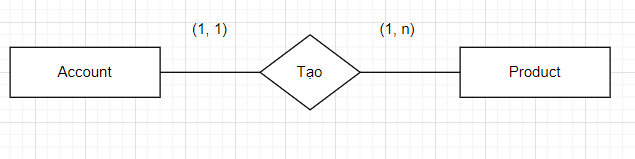 (1, 1)
(1, n)
Account
Tạo
Product